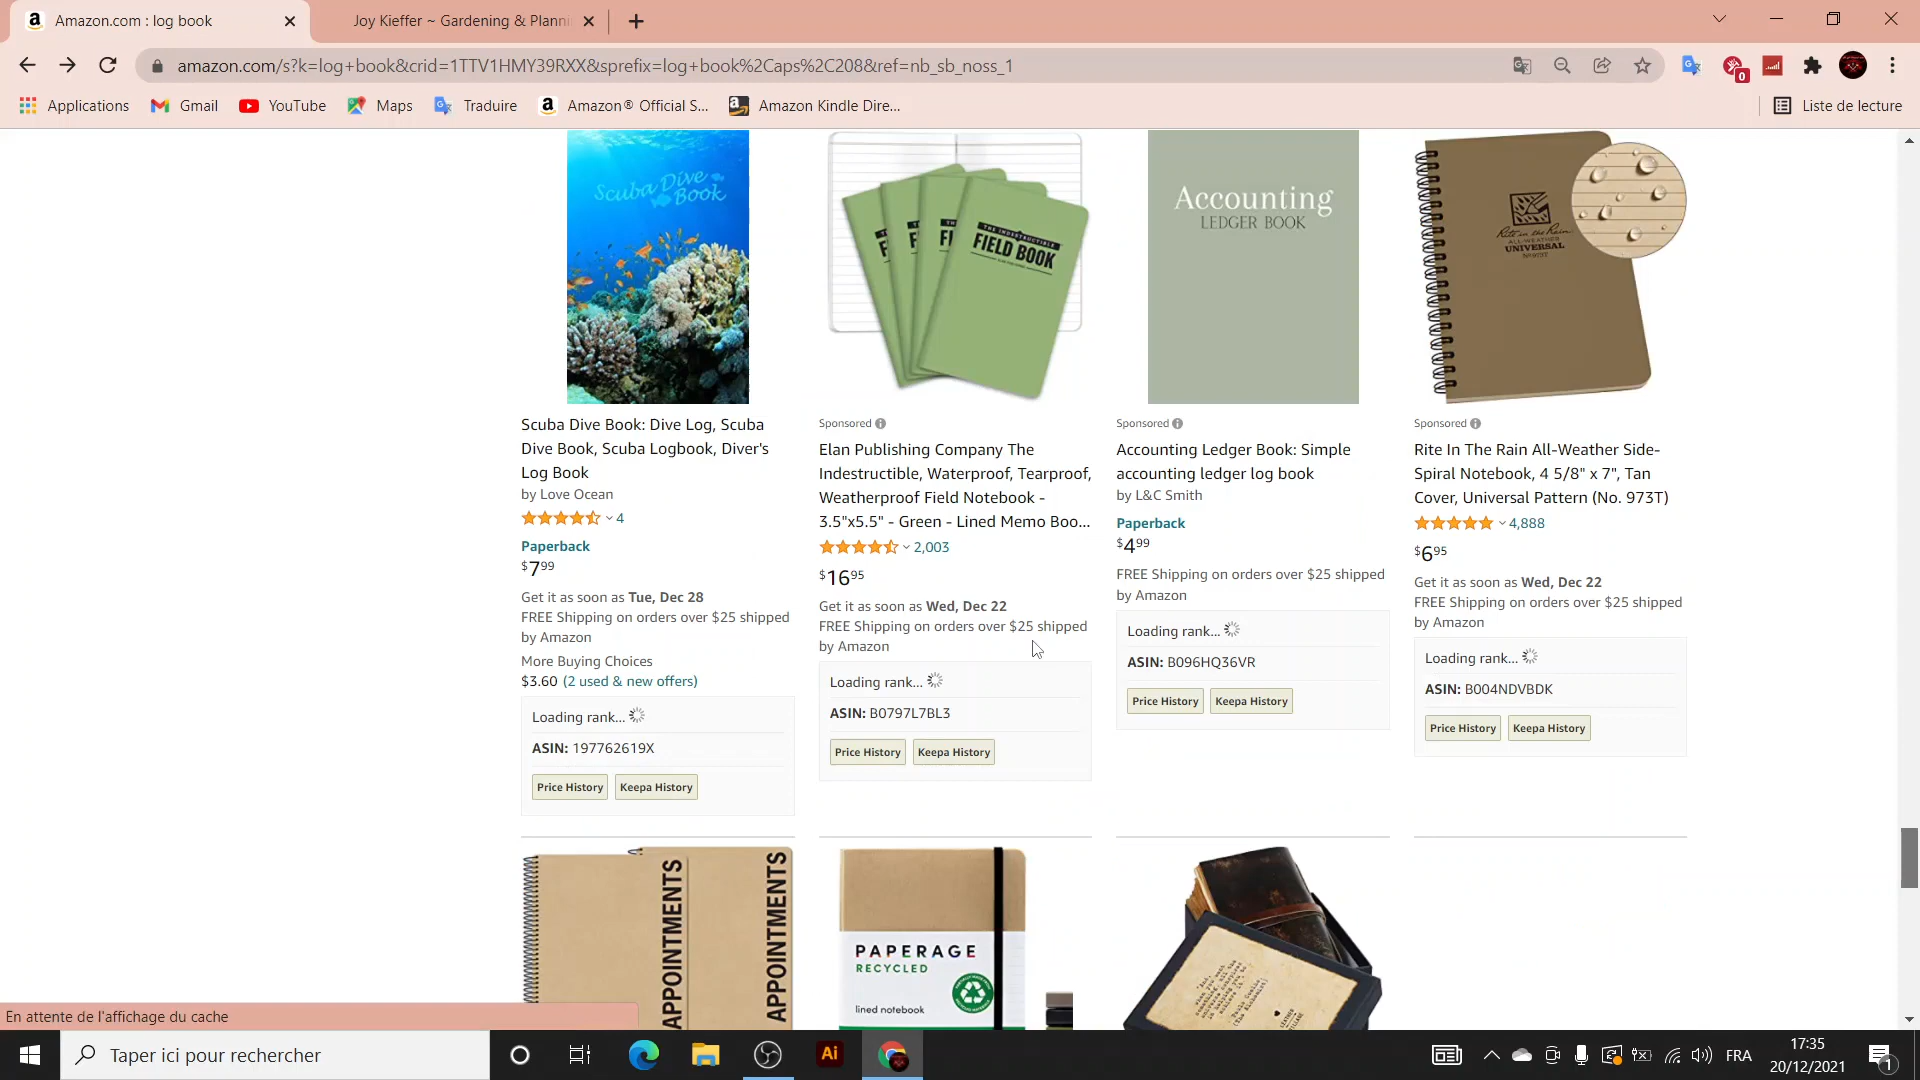 Amazon.com : log book
Joy Kieffer ~ Gardening & Planni
amazon.com/s?k=log+book&crid=1TTV1HMY39RXX&sprefix=log+book%2Caps%2C208&ref=nb_sb_noss_1
0
Applications
Gmail
YouTube
Maps
Traduire
Amazon® Official S...
Amazon Kindle Dire...
Liste de lecture
Scuba Dive
Book
THE INDESTRUCTIBLE
FIELD BOOK
Accounting
LEDGER BOOK
Rite in the Rain
ALL-WEATHER
UNIVERSAL
Scuba Dive Book: Dive Log, Scuba
Dive Book, Scuba Logbook, Diver's
Log Book
by Love Ocean
4
Paperback
$7.99
Get it as soon as Tue, Dec 28
FREE Shipping on orders over $25 shipped
by Amazon
More Buying Choices
$3.60 (2 used & new offers)
Loading rank...
ASIN: 197762619X
Price History
Keepa History
Sponsored
Elan Publishing Company The
Indestructible, Waterproof, Tearproof,
Weatherproof Field Notebook -
3.5"x5.5" - Green - Lined Memo Boo...
2,003
$16.95
Get it as soon as Wed, Dec 22
FREE Shipping on orders over $25 shipped
by Amazon
Loading rank...
ASIN: B0797L7BL3
Price History
Keepa History
Sponsored
Accounting Ledger Book: Simple
accounting ledger log book
by L&C Smith
Paperback
$4.99
FREE Shipping on orders over $25 shipped
by Amazon
Loading rank...
ASIN: B096HQ36VR
Price History
Keepa History
Sponsored
Rite In The Rain All-Weather Side-
Spiral Notebook, 4 5/8" x 7", Tan
Cover, Universal Pattern (No. 973T)
4,888
$6.95
Get it as soon as Wed, Dec 22
FREE Shipping on orders over $25 shipped
by Amazon
Loading rank...
ASIN: B004NDVBDK
Price History
Keepa History
APPOINTMENTS
APPOINTMENTS
PAPERAGE
RECYCLED
lined notebook
En attente de l'affichage du cache
Taper ici pour rechercher
Ai
FRA
17:35
20/12/2021
1